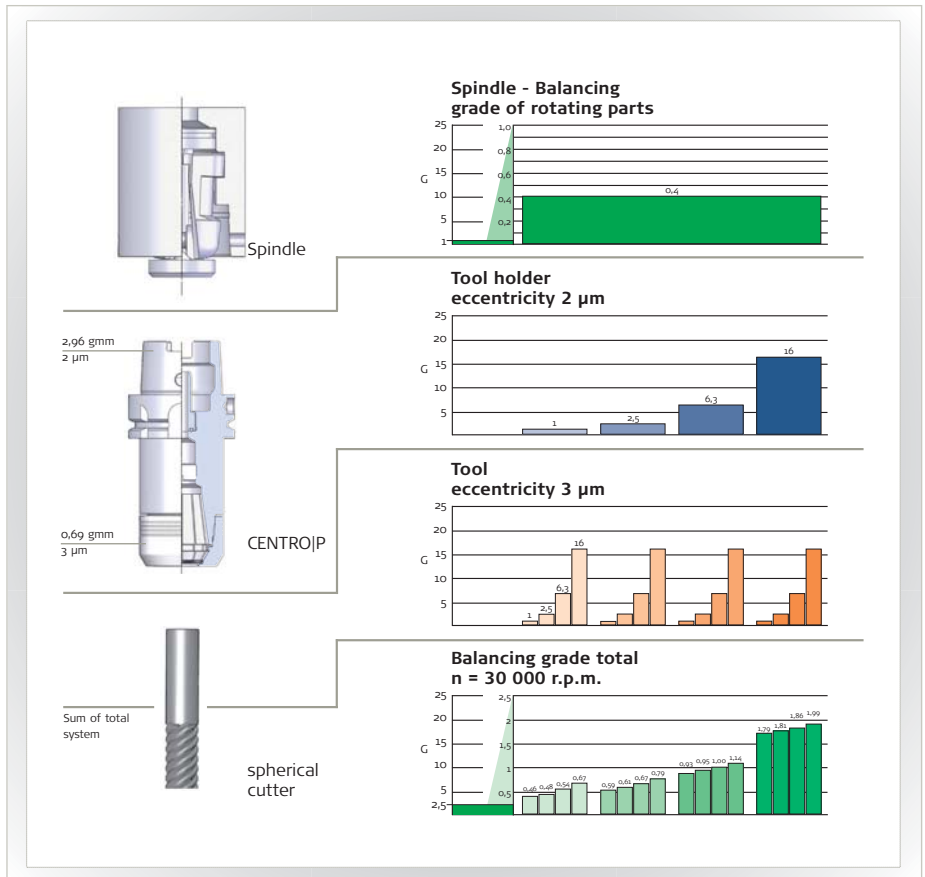 Spindle - Balancing
grade of rotating parts
25
20
G 15
10
5
1
1,0
0,8
0,6
0,4
0,2
0,4
Spindle
Tool holder
eccentricity 2 µm
25
20
G 15
10
5
1
2,5
6,3
16
2,96 gmm
2 µm
0,69 gmm
3 µm
CENTRO|P
Tool
eccentricity 3 µm
25
20
G 15
10
5
1
2,5
6,3
16
Balancing grade total
n = 30 000 r.p.m.
25
20
G 15
10
5
2,5
2,5
2
1,5
1
0,5
0,46 0,48 0,54 0,67
0,59 0,61 0,67 0,79
0,93 0,95 1,00 1,14
1,79 1,81 1,86 1,99
Sum of total
system
spherical
cutter